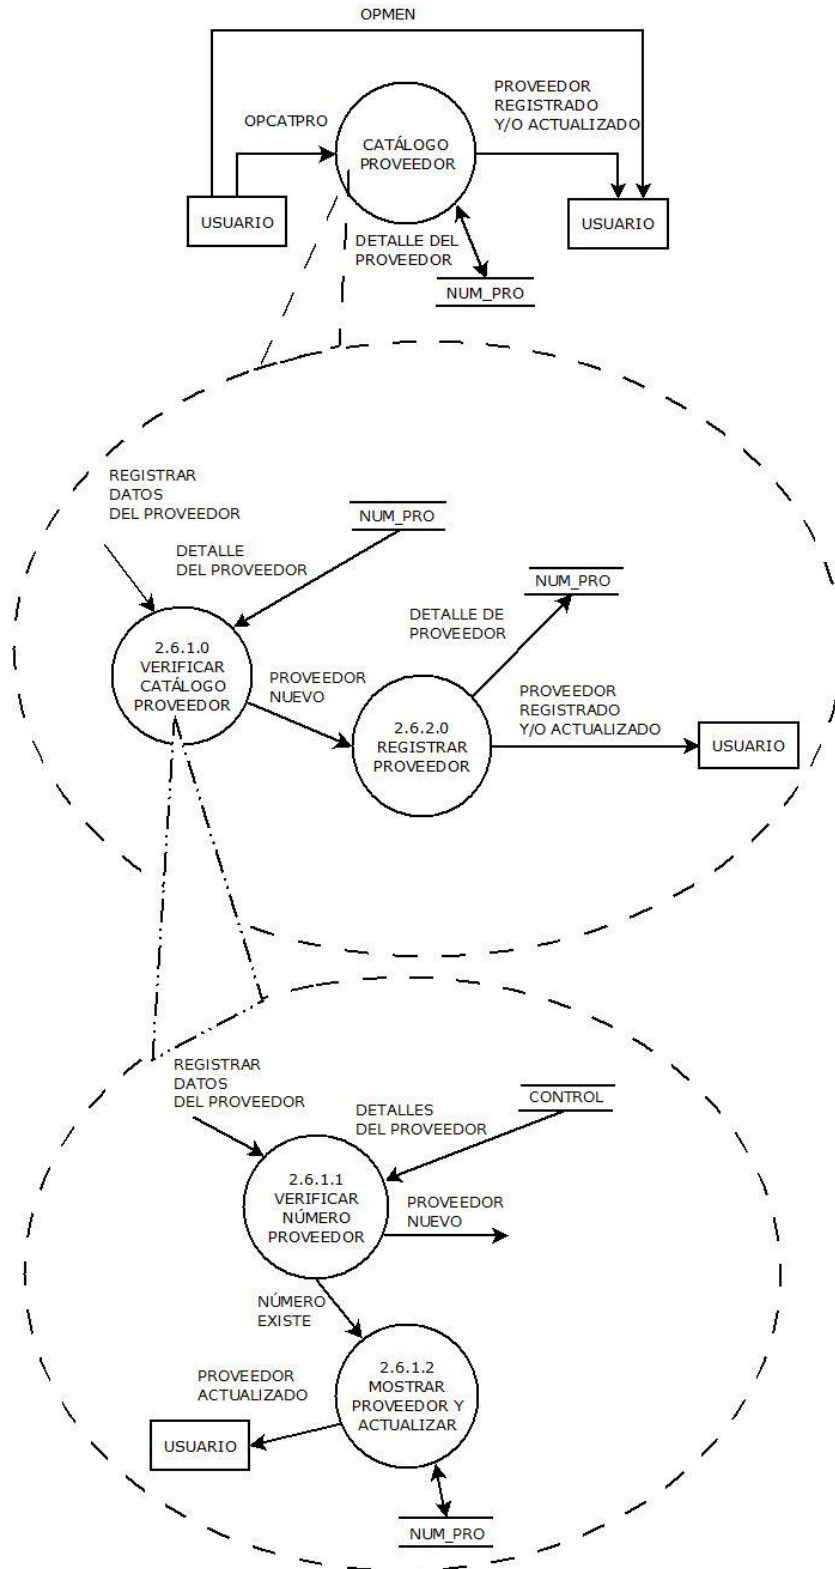 OPMEN
PROVEEDOR
REGISTRADO
Y/O ACTUALIZADO
OPCATPRO
CATÁLOGO
PROVEEDOR
USUARIO
USUARIO
DETALLE DEL
PROVEEDOR
NUM_PRO
REGISTRAR
DATOS
DEL PROVEEDOR
NUM_PRO
DETALLE
DEL PROVEEDOR
NUM_PRO
DETALLE DE
PROVEEDOR
2.6.1.0
VERIFICAR
CATÁLOGO
PROVEEDOR
PROVEEDOR
NUEVO
2.6.2.0
REGISTRAR
PROVEEDOR
PROVEEDOR
REGISTRADO
Y/O ACTUALIZADO
USUARIO
REGISTRAR
DATOS
DEL PROVEEDOR
CONTROL
DETALLES
DEL PROVEEDOR
2.6.1.1
VERIFICAR
NÚMERO
PROVEEDOR
PROVEEDOR
NUEVO
NÚMERO
EXISTE
2.6.1.2
MOSTRAR
PROVEEDOR Y
ACTUALIZAR
PROVEEDOR
ACTUALIZADO
USUARIO
NUM_PRO